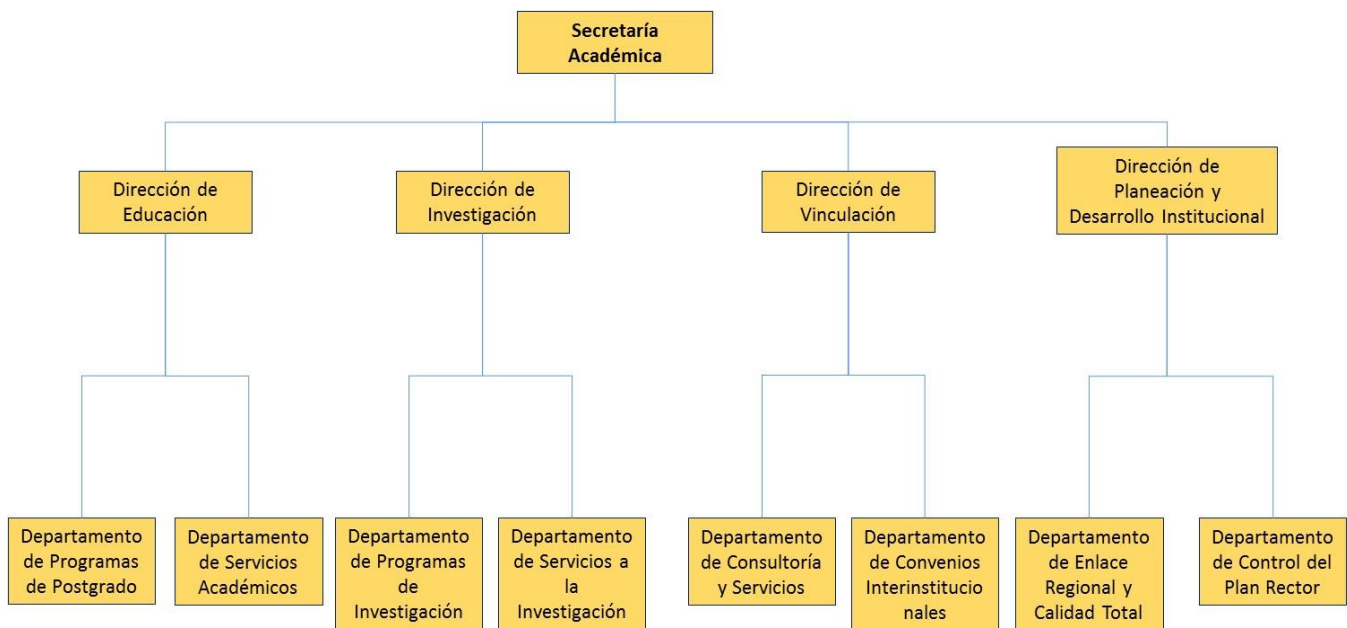 Secretaría
Académica
Dirección de
Educación
Dirección de
Investigación
Dirección de
Vinculación
Dirección de
Planeación y
Desarrollo Institucional
Departamento
de Programas
de Postgrado
Departamento
de Servicios
Académicos
Departamento
de Programas
de
Investigación
Departamento
de Servicios a
la
Investigación
Departamento
de Consultoría
y Servicios
Departamento
de Convenios
Interinstitucio
nales
Departamento
de Enlace
Regional y
Calidad Total
Departamento
de Control del
Plan Rector